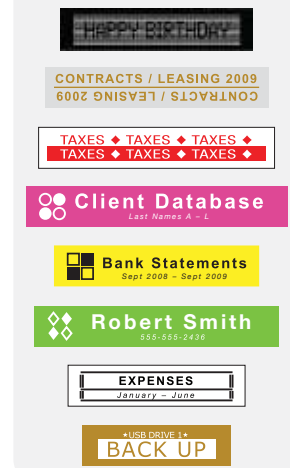 HAPPY BIRTHDAY
CONTRACTS / LEASING 2009
CONTRACTS / LEASING 2009
TAXES ◆ TAXES ◆ TAXES ◆
TAXES ◆ TAXES ◆ TAXES ◆
Client Database
Last Names A – L
Bank Statements
Sept 2008 – Sept 2009
Robert Smith
555-555-2436
EXPENSES
January – June
★USB DRIVE 1★
BACK UP